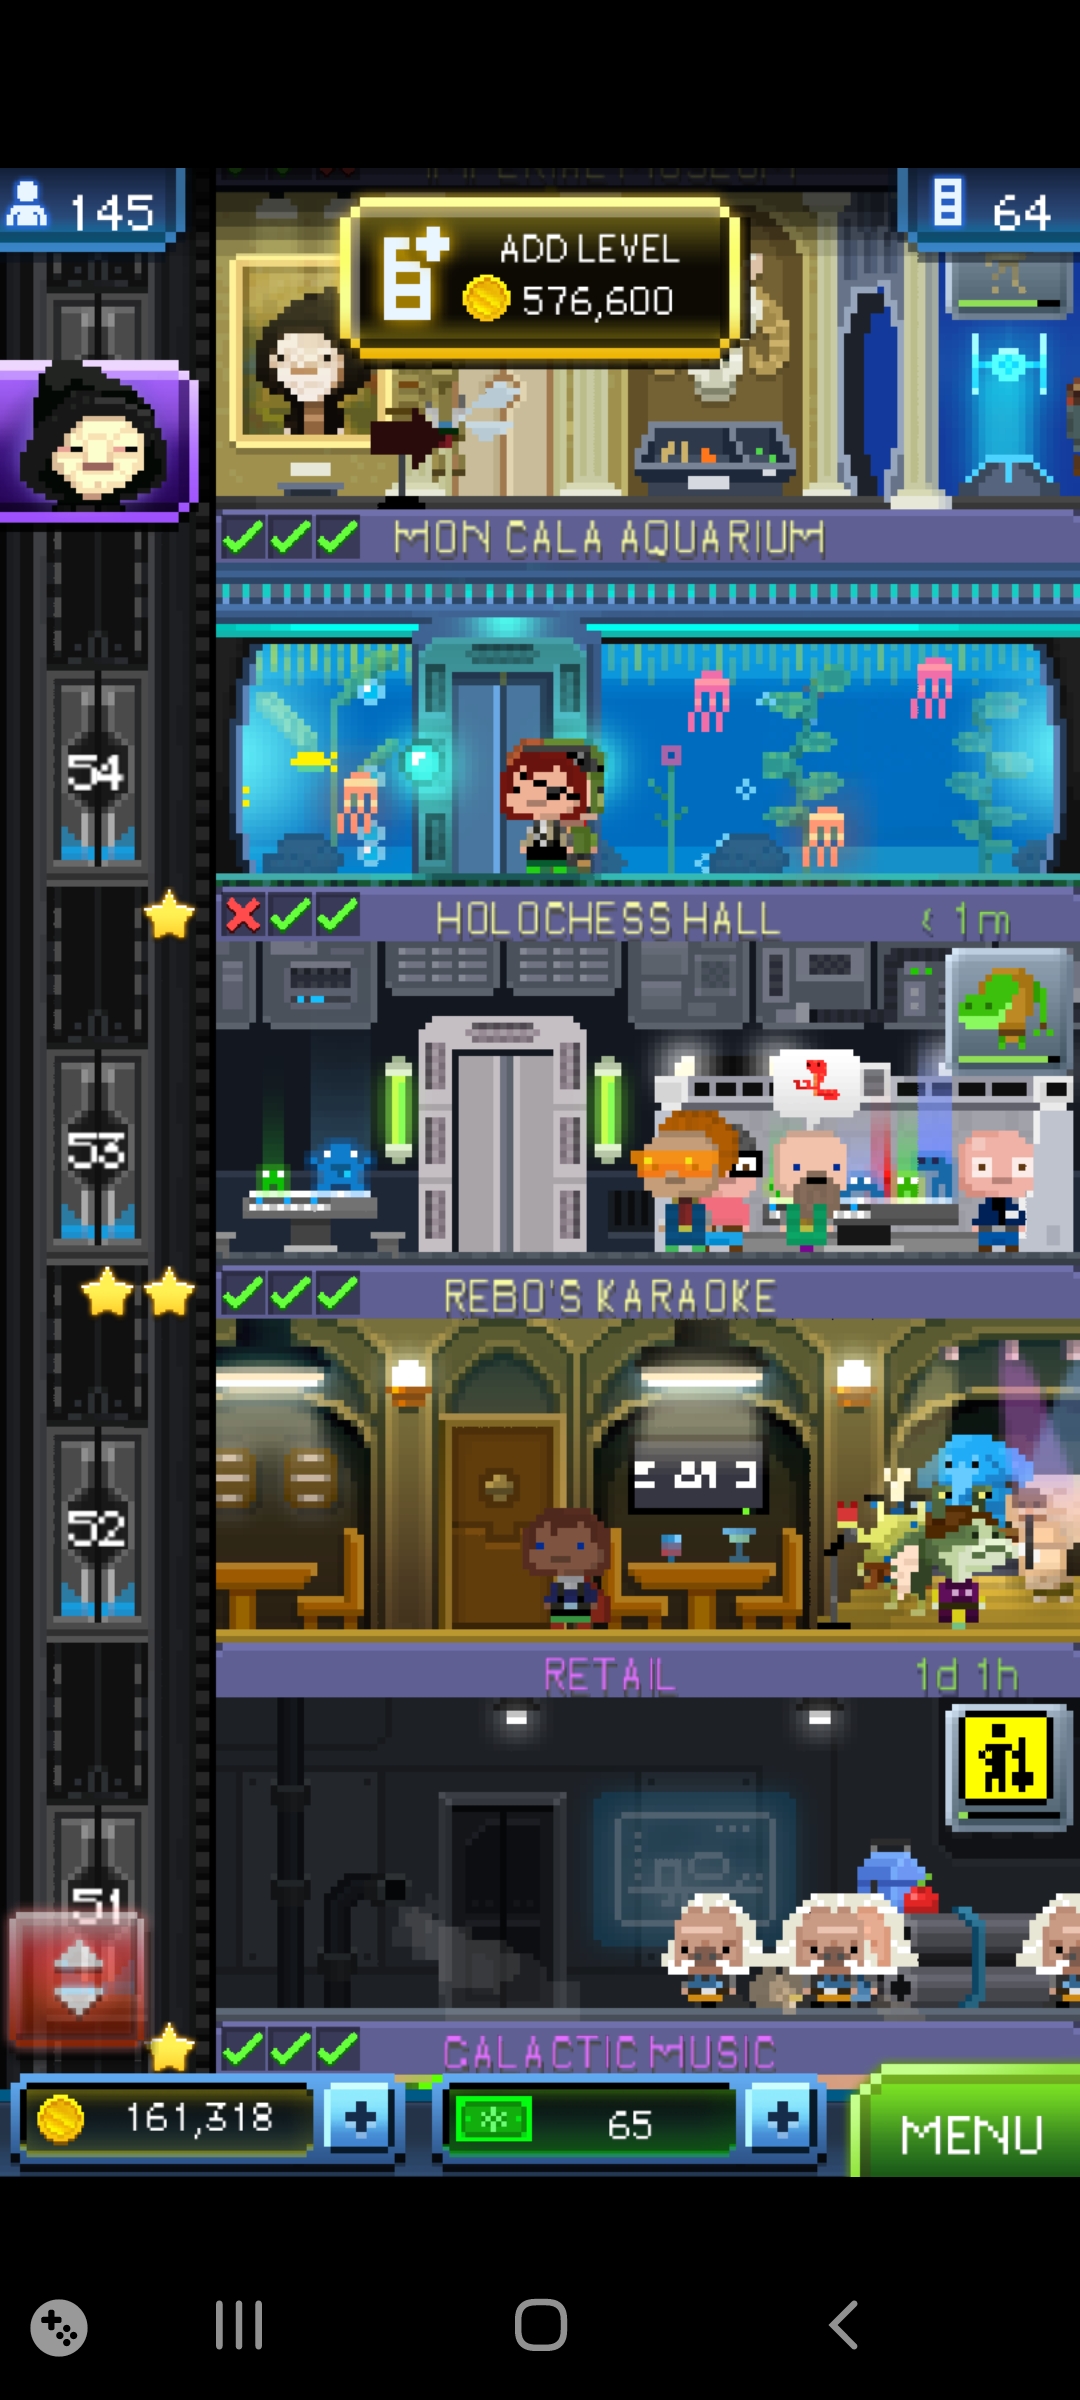 145
64
ADD LEVEL
576,600
MON CALA AQUARIUM
54
HOLOCHESS HALL
< 1m
53
REBO'S KARAOKE
52
RETAIL
1d 1h
51
GALACTIC MUSIC
161,318
65
MENU